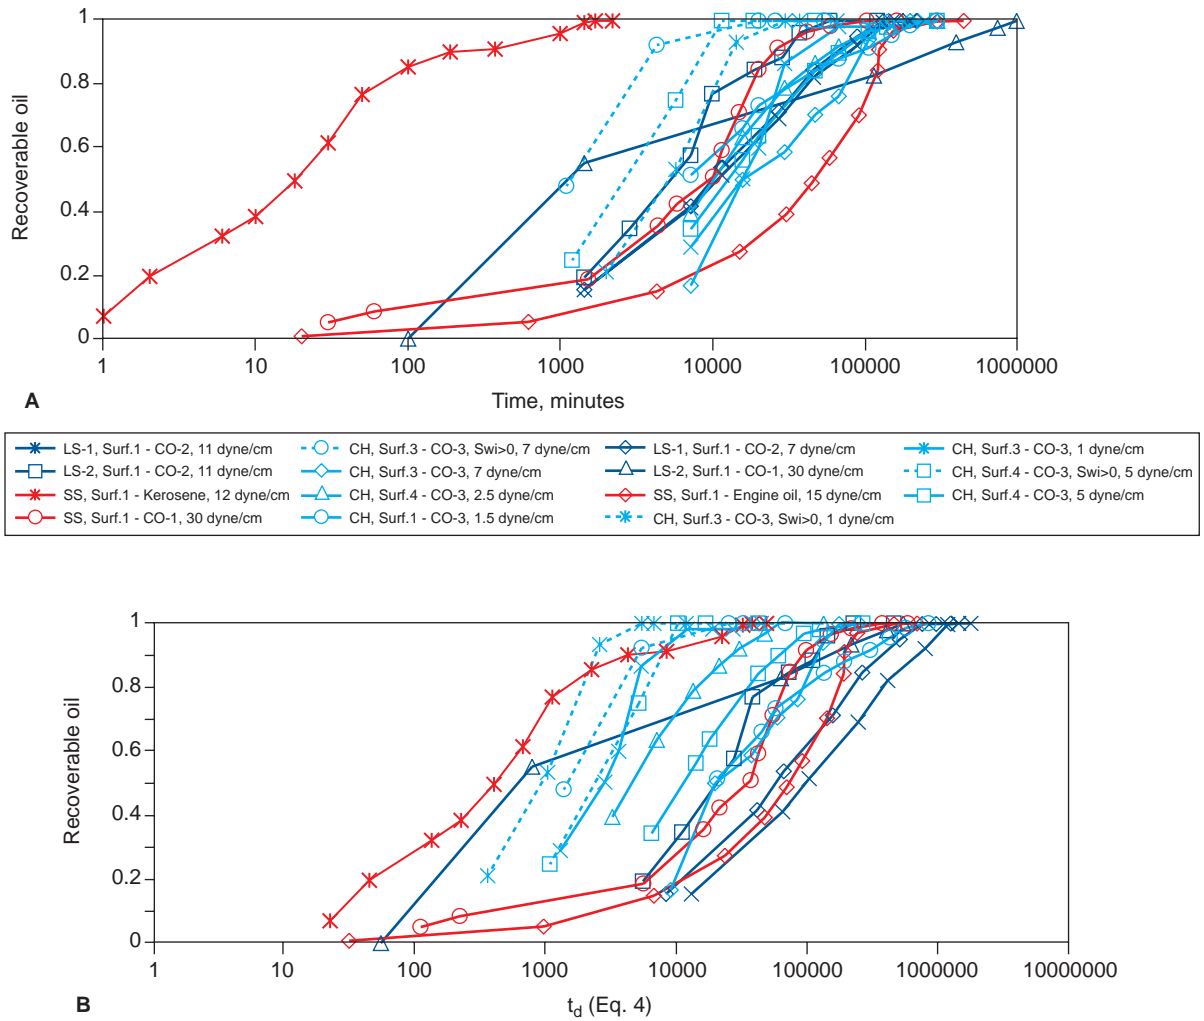 1
0.8
0.6
0.4
0.2
0
Recoverable oil
1 10 100 1000 10000 100000 1000000
A Time, minutes
LS-1, Surf.1 - CO-2, 11 dyne/cm CH, Surf.3 - CO-3, Swi>0, 7 dyne/cm LS-1, Surf.1 - CO-2, 7 dyne/cm CH, Surf.3 - CO-3, 1 dyne/cm
LS-2, Surf.1 - CO-2, 11 dyne/cm CH, Surf.3 - CO-3, 7 dyne/cm LS-2, Surf.1 - CO-1, 30 dyne/cm CH, Surf.4 - CO-3, Swi>0, 5 dyne/cm
SS, Surf.1 - Kerosene, 12 dyne/cm CH, Surf.4 - CO-3, 2.5 dyne/cm SS, Surf.1 - Engine oil, 15 dyne/cm CH, Surf.4 - CO-3, 5 dyne/cm
SS, Surf.1 - CO-1, 30 dyne/cm CH, Surf.1 - CO-3, 1.5 dyne/cm CH, Surf.3 - CO-3, Swi>0, 1 dyne/cm
1
0.8
0.6
0.4
0.2
0
Recoverable oil
1 10 100 1000 10000 100000 1000000 10000000
B t_d (Eq. 4)